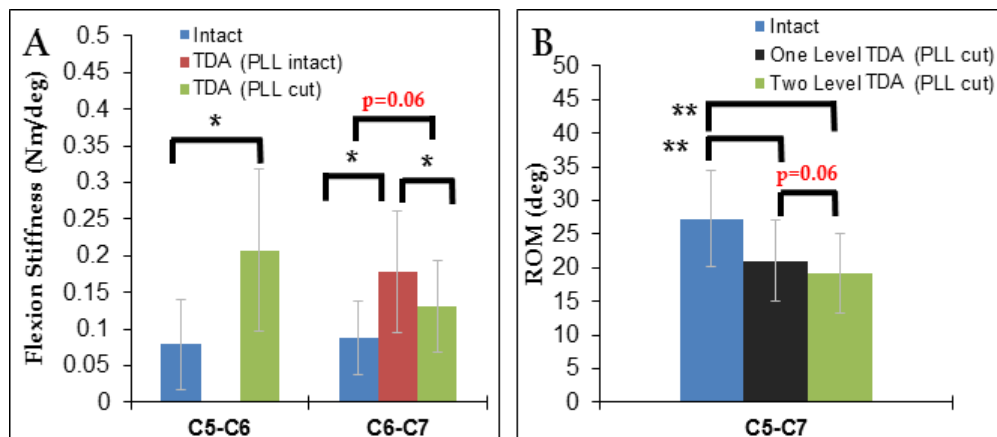 A
Flexion Stiffness (Nm/deg)
0.5
0.45
0.4
0.35
0.3
0.25
0.2
0.15
0.1
0.05
0
Intact
TDA (PLL intact)
TDA (PLL cut)
*
p=0.06
*
*
C5-C6
C6-C7
B
ROM (deg)
50
45
40
35
30
25
20
15
10
5
0
Intact
One Level TDA (PLL cut)
Two Level TDA (PLL cut)
**
**
p=0.06
C5-C7